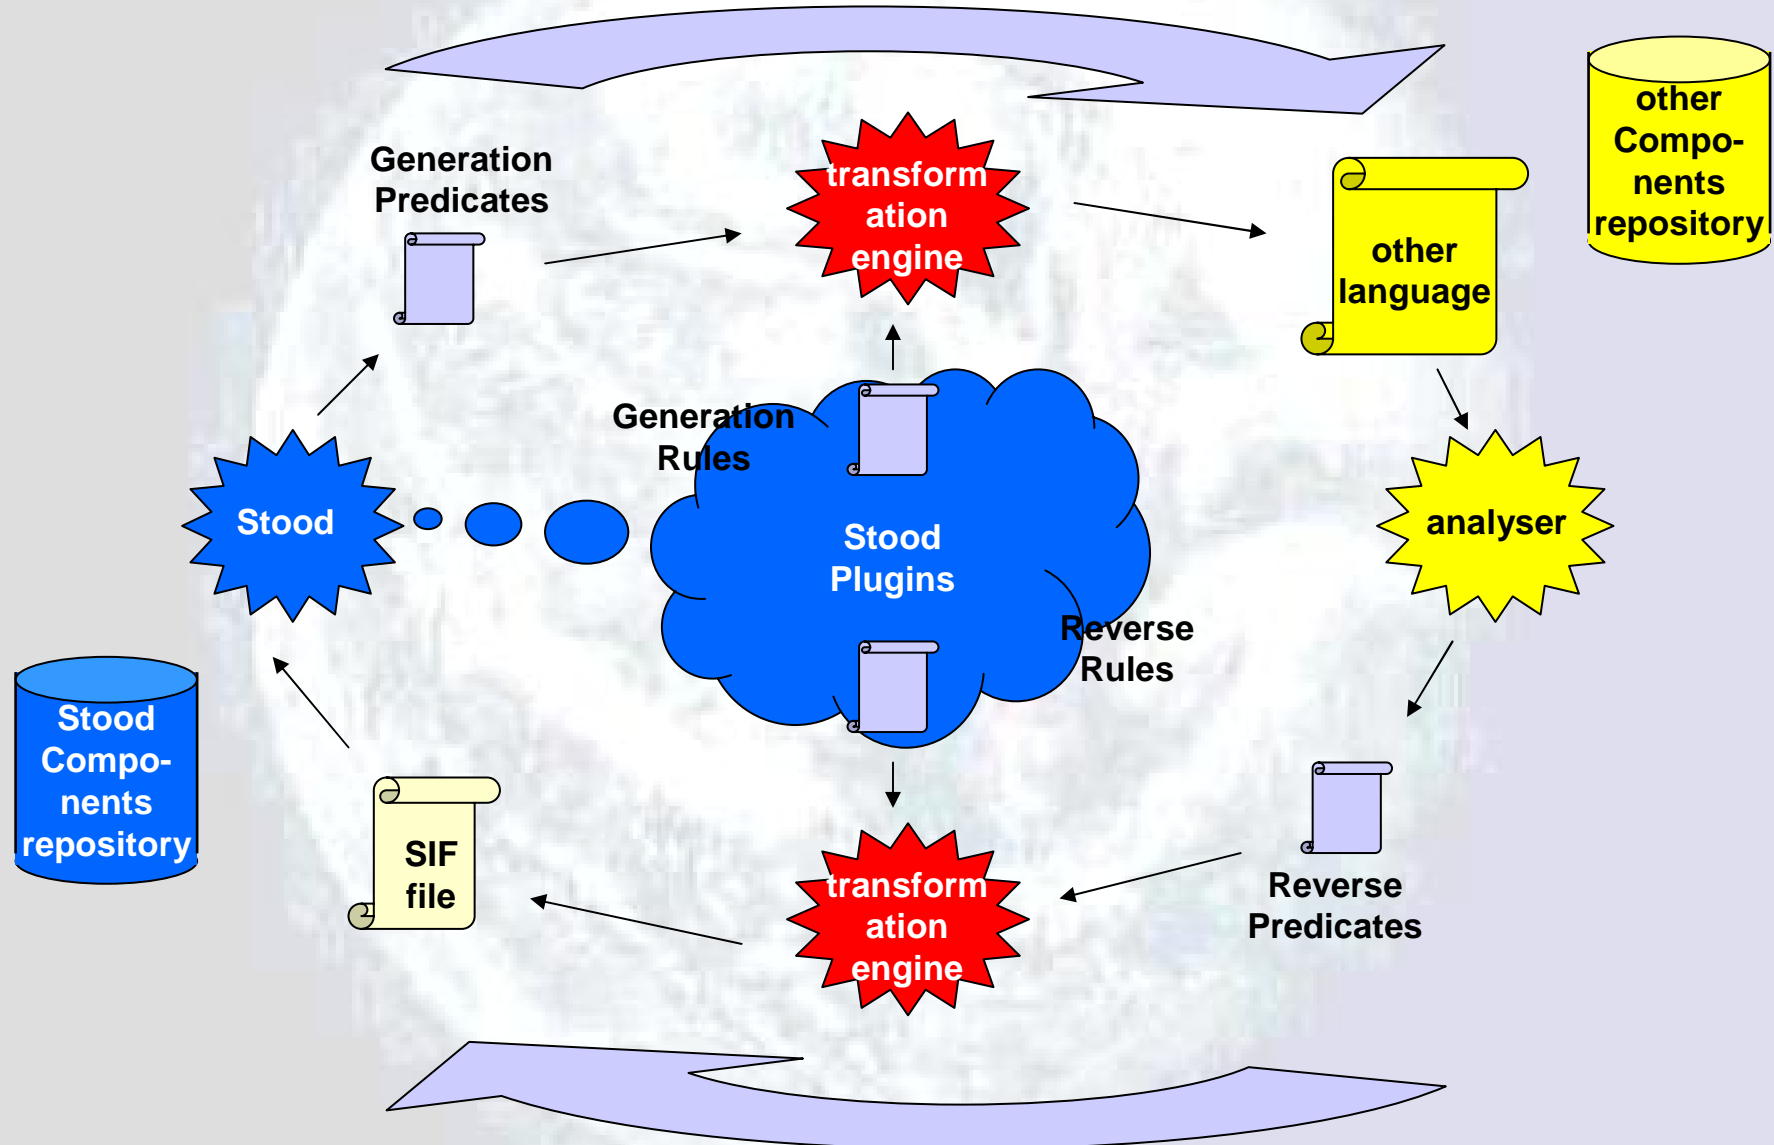 other
Compo-
nents
repository
Generation
Predicates
transform
ation
engine
other
language
Generation
Rules
Stood
Stood
Plugins
analyser
Reverse
Rules
Stood
Compo-
nents
repository
SIF
file
transform
ation
engine
Reverse
Predicates